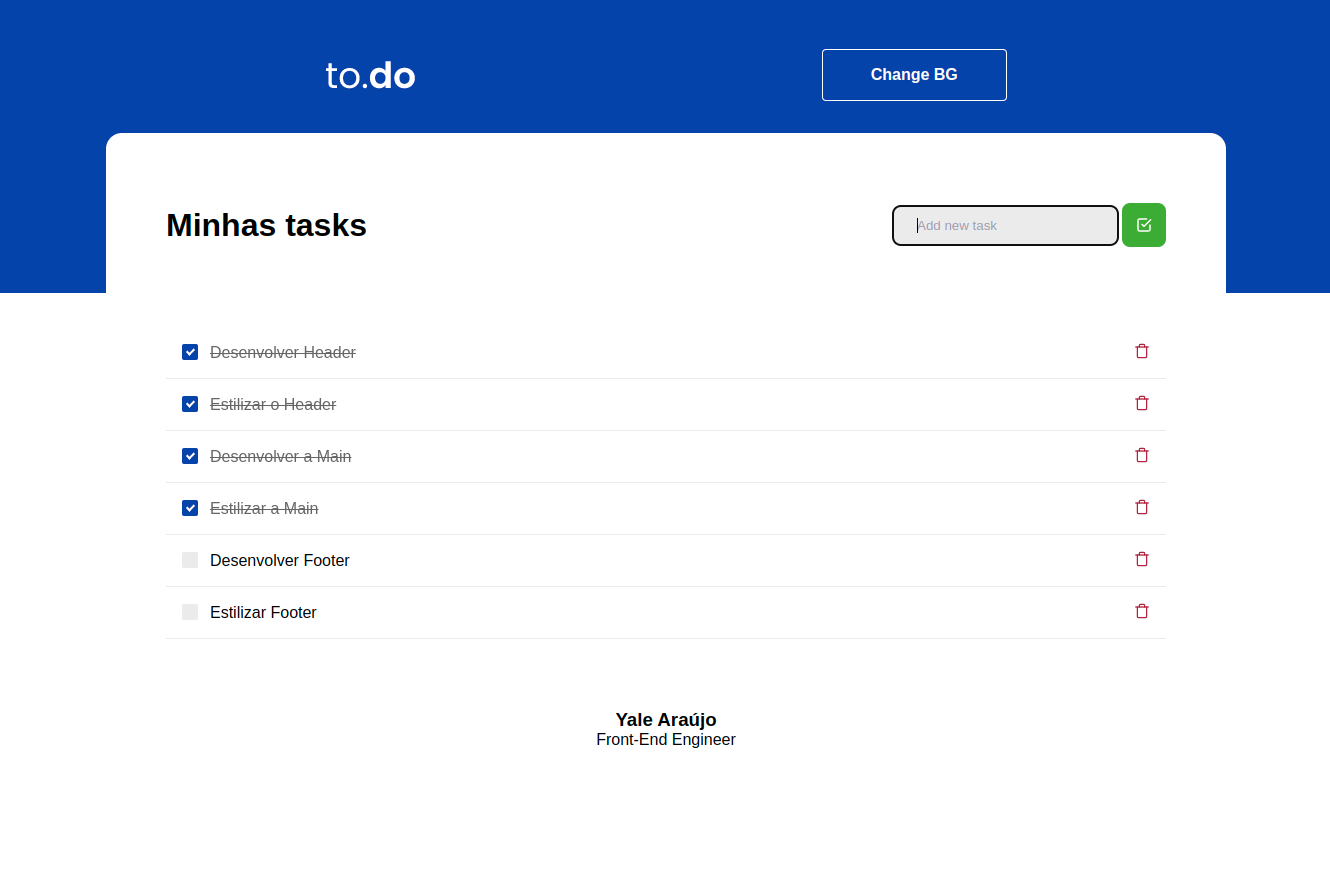 to.do
Change BG
Minhas tasks
Add new task
Desenvolver Header
Estilizar o Header
Desenvolver a Main
Estilizar a Main
Desenvolver Footer
Estilizar Footer
Yale Araújo
Front-End Engineer